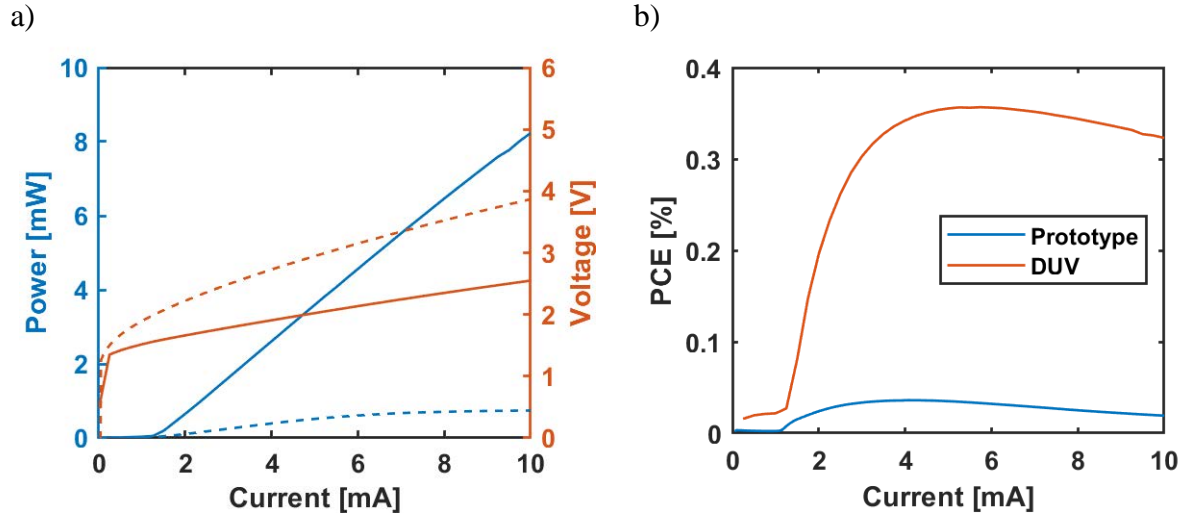 a)
10
8
6
4
2
0
Power [mW]
6
5
4
3
2
1
0
Voltage [V]
0 2 4 6 8 10
Current [mA]
b)
0.4
0.3
0.2
0.1
0
PCE [%]
Prototype
DUV
0 2 4 6 8 10
Current [mA]